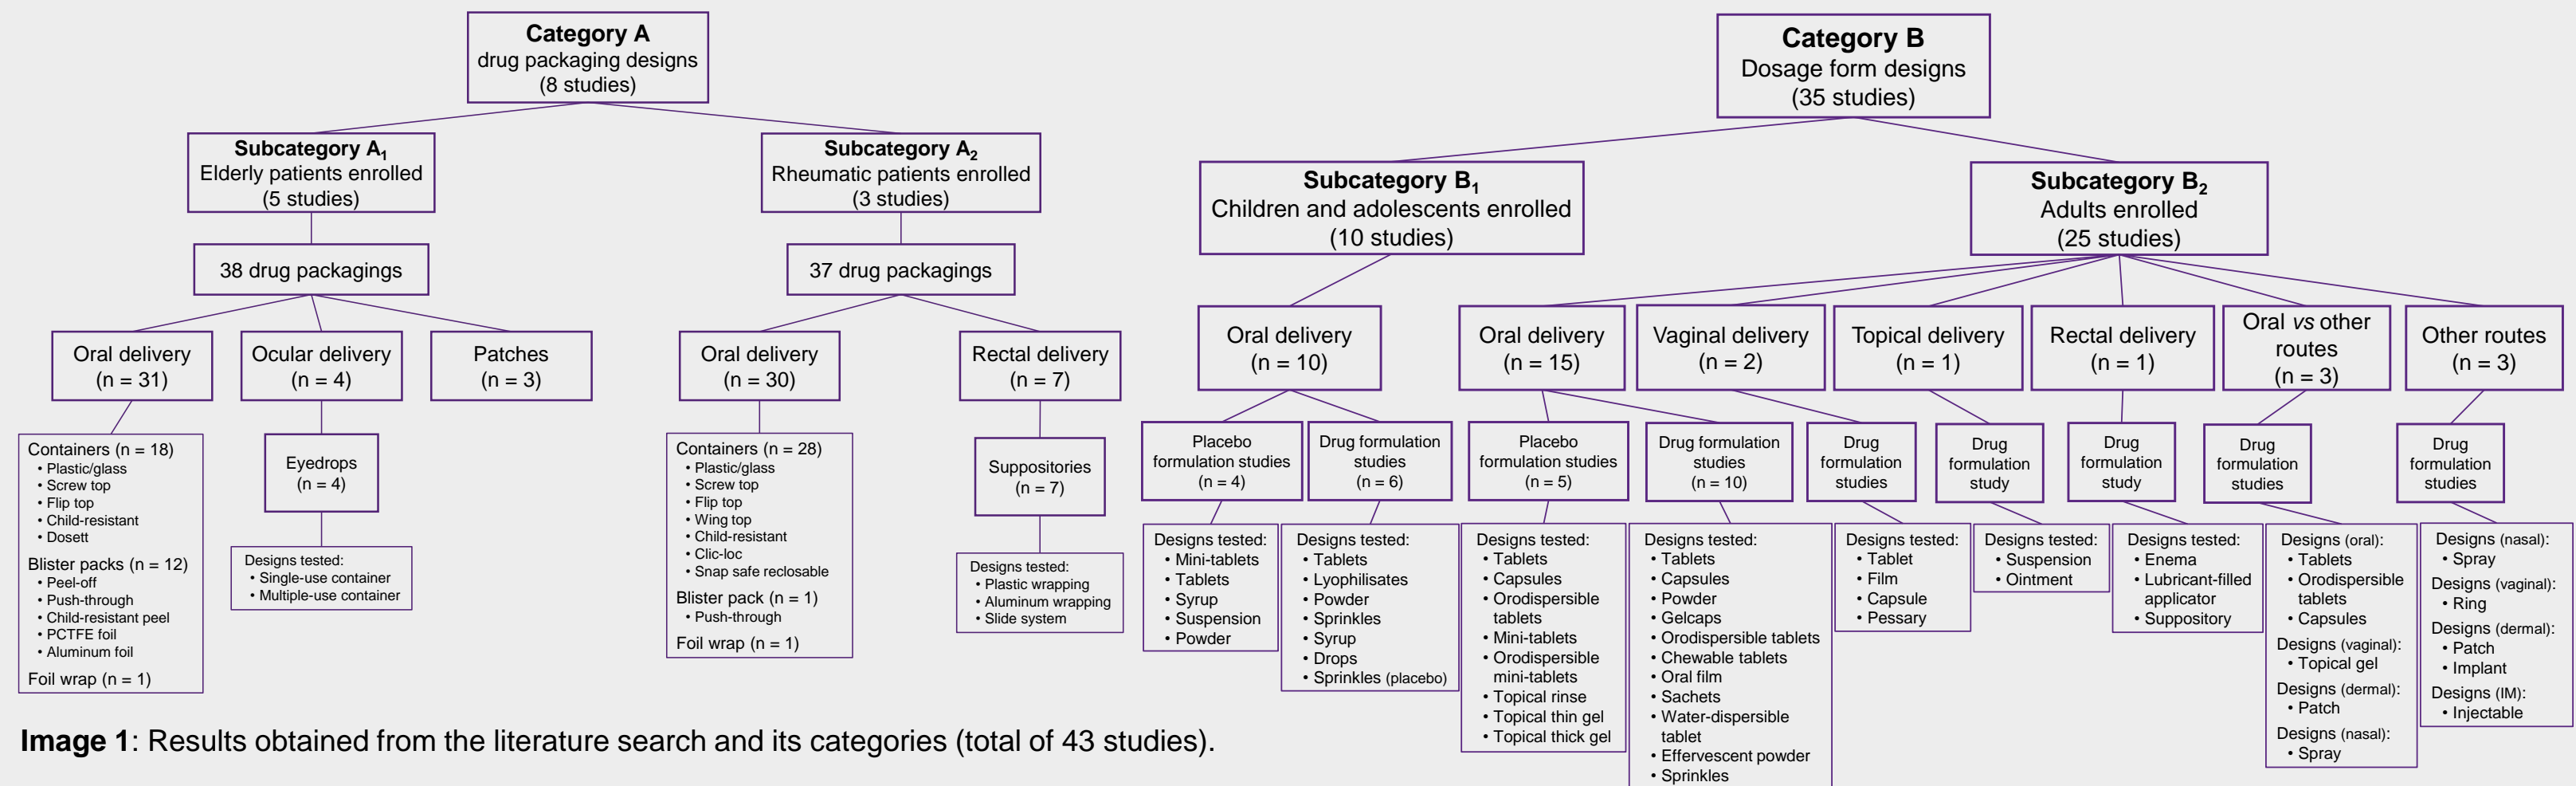 Category A
drug packaging designs
(8 studies)
Subcategory A1
Elderly patients enrolled
(5 studies)
38 drug packagings
Oral delivery
(n = 31)
Containers (n = 18)
• Plastic/glass
• Screw top
• Flip top
• Child-resistant
• Dosett
Blister packs (n = 12)
• Peel-off
• Push-through
• Child-resistant peel
• PCTFE foil
• Aluminum foil
Foil wrap (n = 1)
Ocular delivery
(n = 4)
Eyedrops
(n = 4)
Designs tested:
• Single-use container
• Multiple-use container
Patches
(n = 3)
Subcategory A2
Rheumatic patients enrolled
(3 studies)
37 drug packagings
Oral delivery
(n = 30)
Containers (n = 28)
• Plastic/glass
• Screw top
• Flip top
• Wing top
• Child-resistant
• Clic-loc
• Snap safe reclosable
Blister pack (n = 1)
• Push-through
Foil wrap (n = 1)
Rectal delivery
(n = 7)
Suppositories
(n = 7)
Designs tested:
• Plastic wrapping
• Aluminum wrapping
• Slide system
Category B
Dosage form designs
(35 studies)
Subcategory B1
Children and adolescents enrolled
(10 studies)
Oral delivery
(n = 10)
Placebo
formulation studies
(n = 4)
Designs tested:
• Mini-tablets
• Tablets
• Syrup
• Suspension
• Powder
Drug formulation
studies
(n = 6)
Designs tested:
• Tablets
• Lyophilisates
• Powder
• Sprinkles
• Syrup
• Drops
• Sprinkles (placebo)
Subcategory B2
Adults enrolled
(25 studies)
Oral delivery
(n = 15)
Placebo
formulation studies
(n = 5)
Designs tested:
• Tablets
• Capsules
• Orodispersible
tablets
• Mini-tablets
• Orodispersible
mini-tablets
• Topical rinse
• Topical thin gel
• Topical thick gel
Drug formulation
studies
(n = 10)
Designs tested:
• Tablets
• Capsules
• Powder
• Gelcaps
• Orodispersible tablets
• Chewable tablets
• Oral film
• Sachets
• Water-dispersible
tablet
• Effervescent powder
• Sprinkles
Vaginal delivery
(n = 2)
Drug
formulation
studies
Designs tested:
• Tablet
• Film
• Capsule
• Pessary
Topical delivery
(n = 1)
Drug
formulation
study
Designs tested:
• Suspension
• Ointment
Rectal delivery
(n = 1)
Drug
formulation
study
Designs tested:
• Enema
• Lubricant-filled
applicator
• Suppository
Oral vs other
routes
(n = 3)
Drug
formulation
studies
Designs (oral):
• Tablets
• Orodispersible
tablets
• Capsules
Designs (vaginal):
• Topical gel
Designs (dermal):
• Patch
Designs (nasal):
• Spray
Other routes
(n = 3)
Drug
formulation
studies
Designs (nasal):
• Spray
Designs (vaginal):
• Ring
Designs (dermal):
• Patch
• Implant
Designs (IM):
• Injectable
Image 1: Results obtained from the literature search and its categories (total of 43 studies).